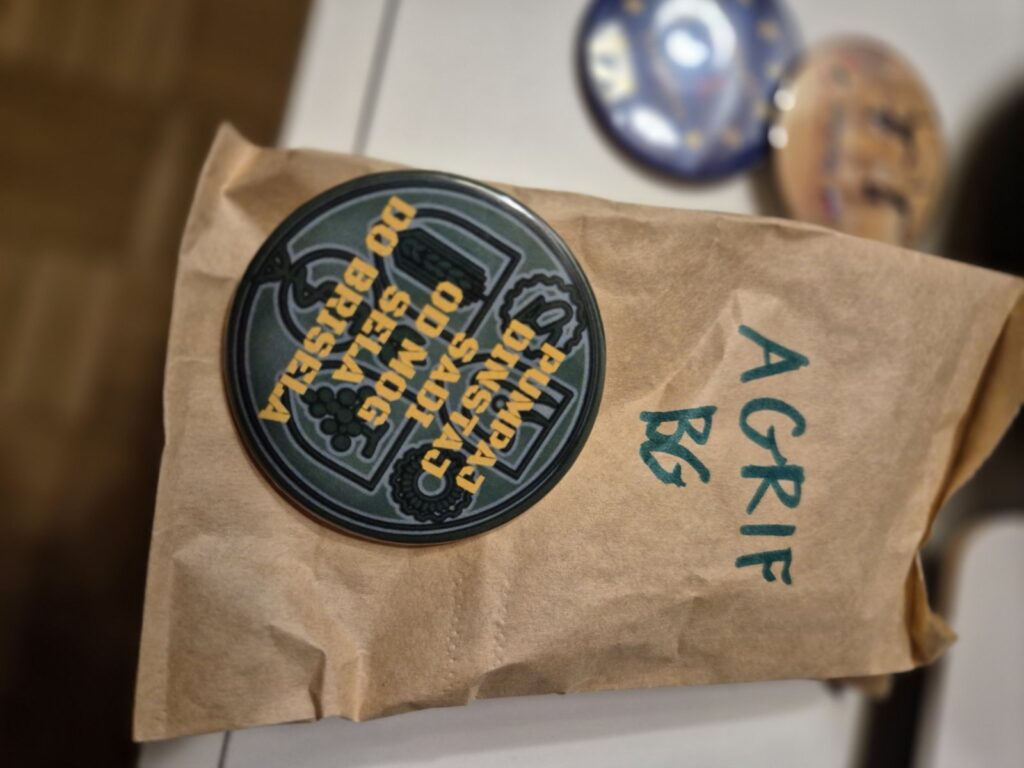 AGRIF
BG
PUMPAJ
DINSTAJ
SADI
OD MOG
SELA
DO BRISELA